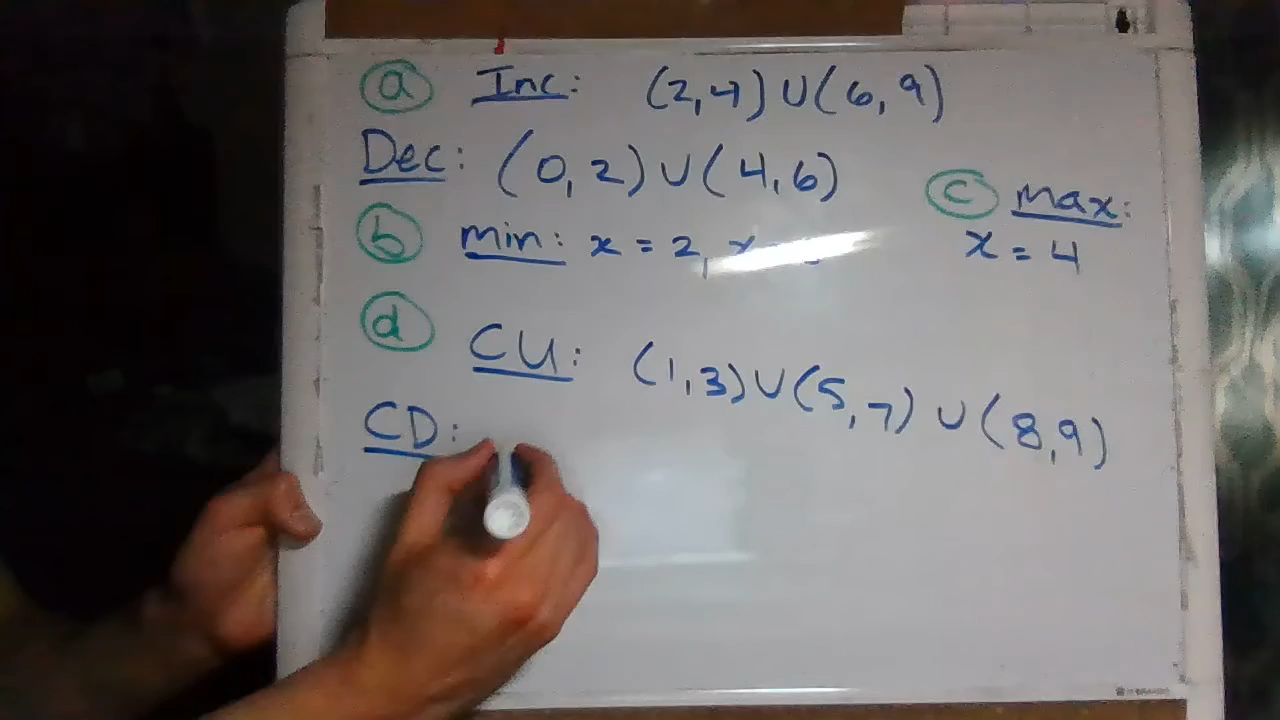 a Inc: (2,4) U (6,9)
Dec: (0,2) U (4,6)
b min: x = 2,
c max:
x = 4
d CU: (1,3) U (5,7) U (8,9)
CD: